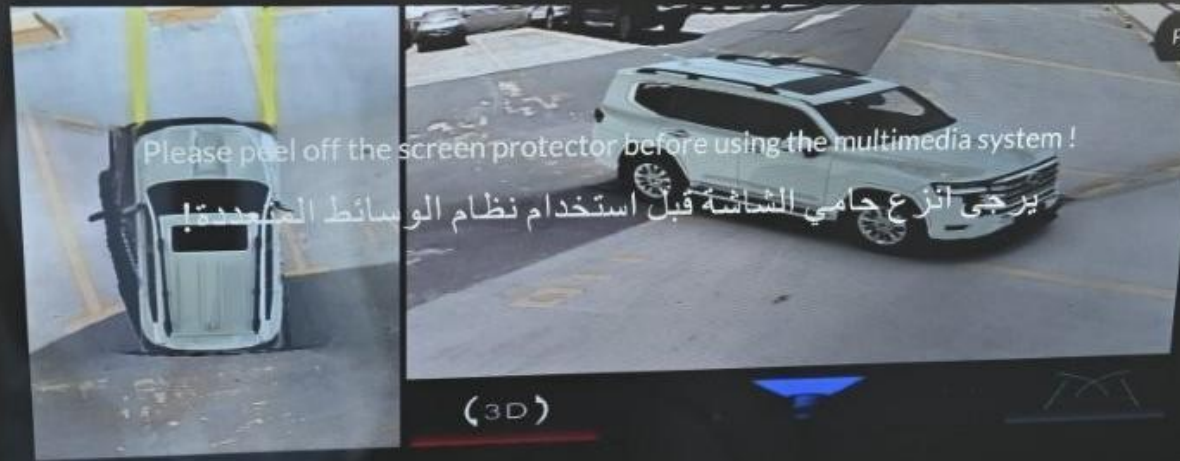 Please peel off the screen protector before using the multimedia system !
يرجى انزع حامي الشاشة قبل استخدام نظام الوسائط المتعددة!
(3D)